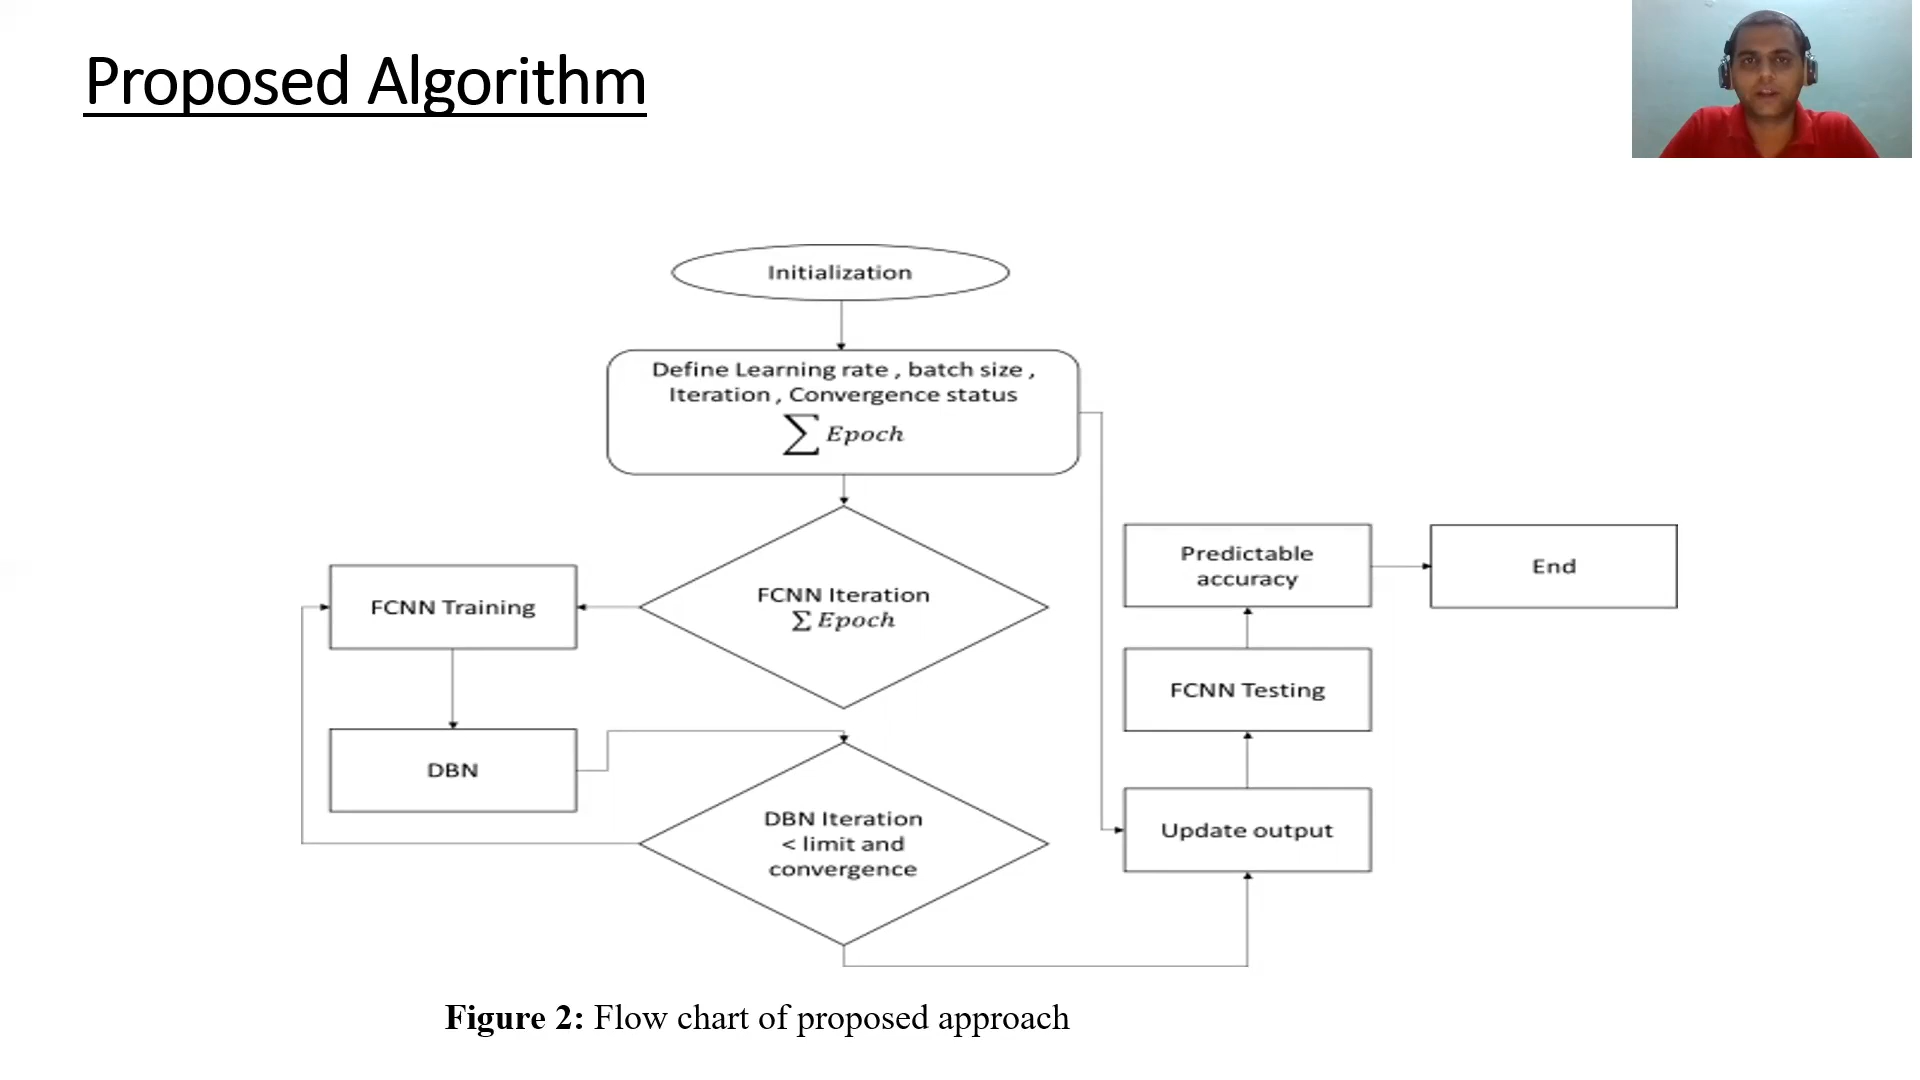 Proposed Algorithm
Initialization
Define Learning rate , batch size ,
Iteration , Convergence status
∑ Epoch
FCNN Iteration
∑ Epoch
FCNN Training
DBN
DBN Iteration
< limit and
convergence
Predictable
accuracy
End
FCNN Testing
Update output
Figure 2: Flow chart of proposed approach